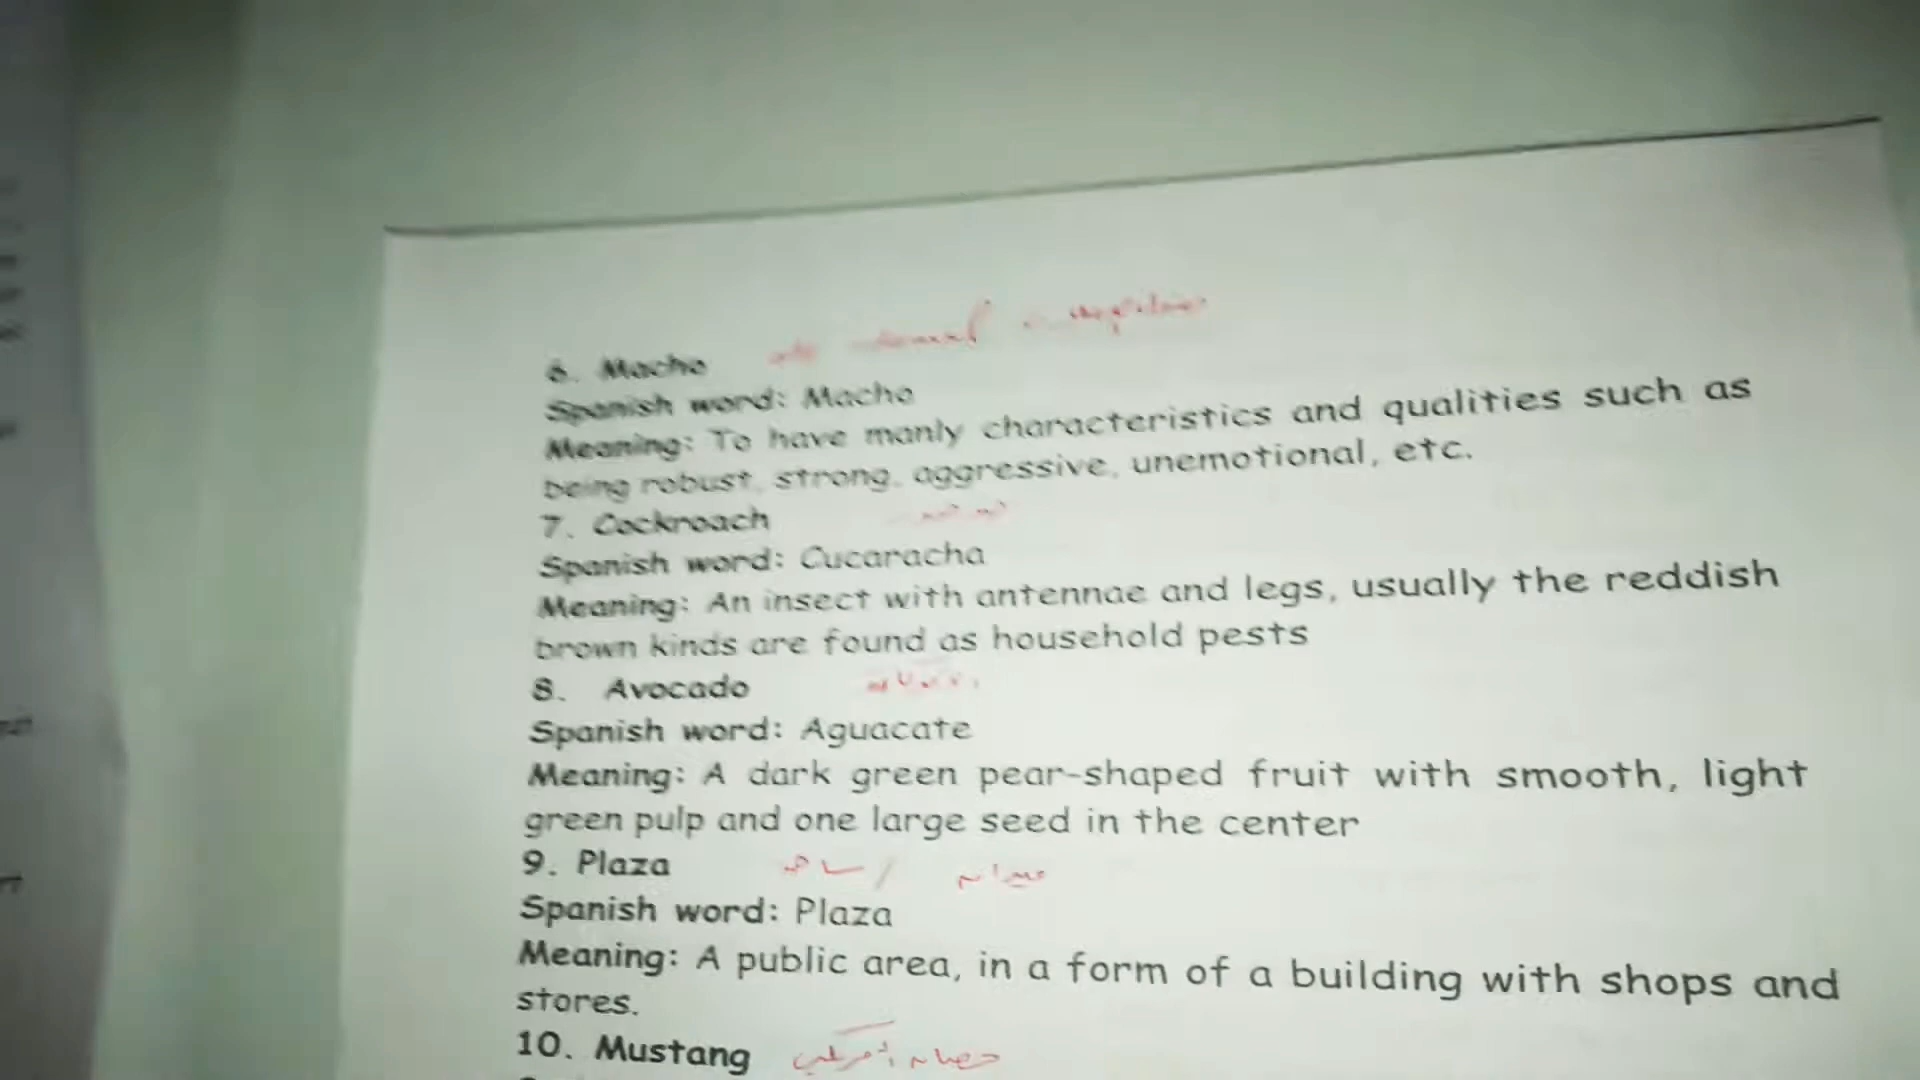 6. Macho
Spanish word: Macho
Meaning: To have manly characteristics and qualities such as
being robust, strong, aggressive, unemotional, etc.
7. Cockroach
Spanish word: Cucaracha
Meaning: An insect with antennae and legs, usually the reddish
brown kinds are found as household pests
8. Avocado
Spanish word: Aguacate
Meaning: A dark green pear-shaped fruit with smooth, light
green pulp and one large seed in the center
9. Plaza ميدان / ساحة
Spanish word: Plaza
Meaning: A public area, in a form of a building with shops and
stores.
10. Mustang حصان أمريكي